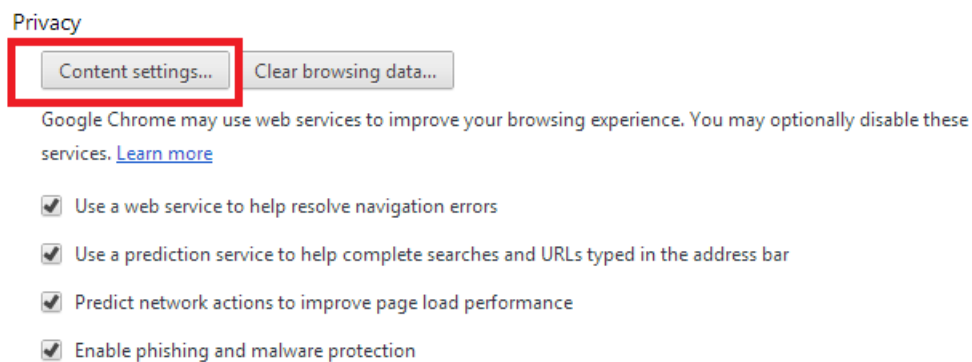 Privacy
Content settings... Clear browsing data...
Google Chrome may use web services to improve your browsing experience. You may optionally disable these
services. Learn more
Use a web service to help resolve navigation errors
Use a prediction service to help complete searches and URLs typed in the address bar
Predict network actions to improve page load performance
Enable phishing and malware protection